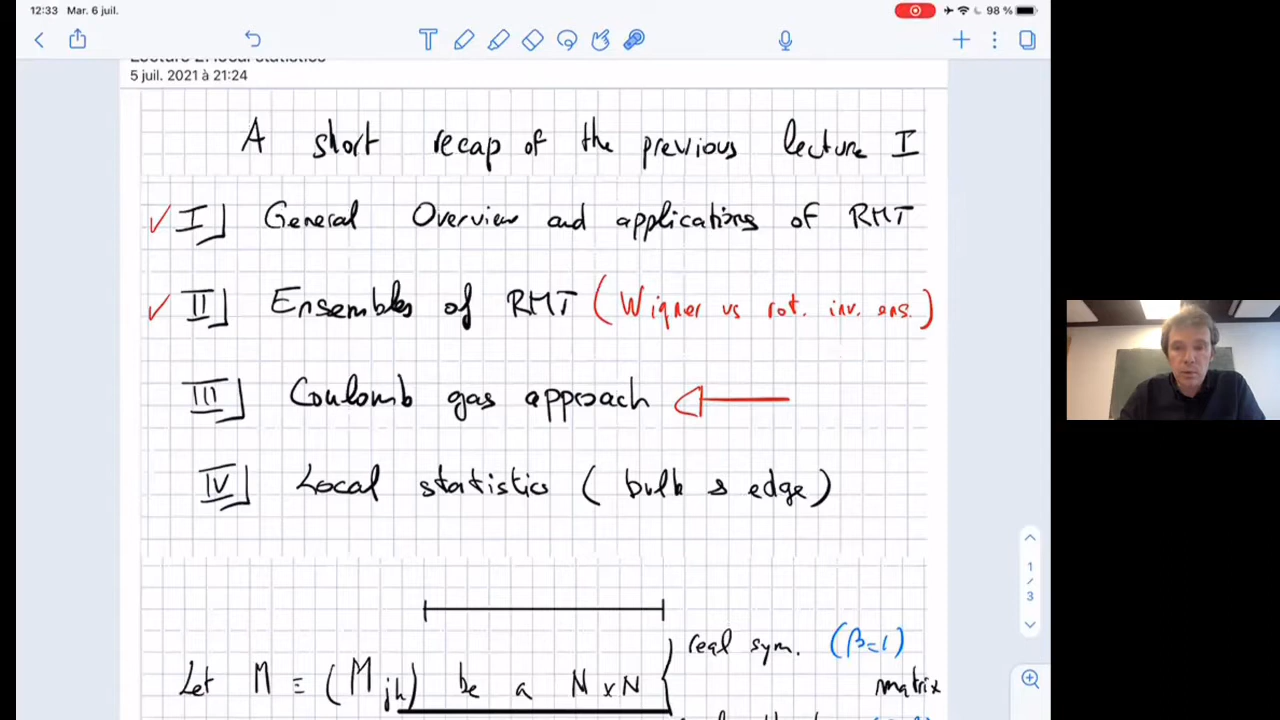 12:33 Mar. 6 juil. 98 %
5 juil. 2021 à 21:24
A short recap of the previous lecture I
✓ I] General Overview and applications of RMT
✓ II] Ensembles of RMT (Wigner vs rot. inv. ens.)
III] Coulomb gas approach
IV] Local statistics (bulk & edge)
real sym. (β=1)
Let M ≡ (M_jk) be a N x N
matrix
1
/
3